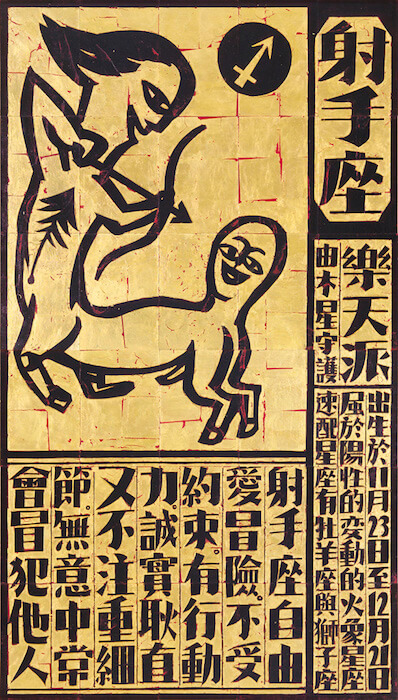 射手座
樂天派
由木星守護
出生於11月23日至12月21日
屬於陽性的变動的火象星座
速配星座有牡羊座與獅子座
射手座自由
愛冒險。不受
約束。有行動
力。誠實耿直
又不注重細
節。無意中常
會冒犯他人